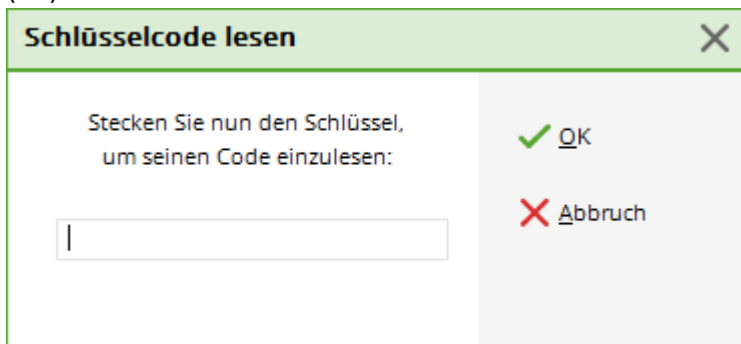 Schlüsselcode lesen
Stecken Sie nun den Schlüssel,
um seinen Code einzulesen:
OK
Abbruch